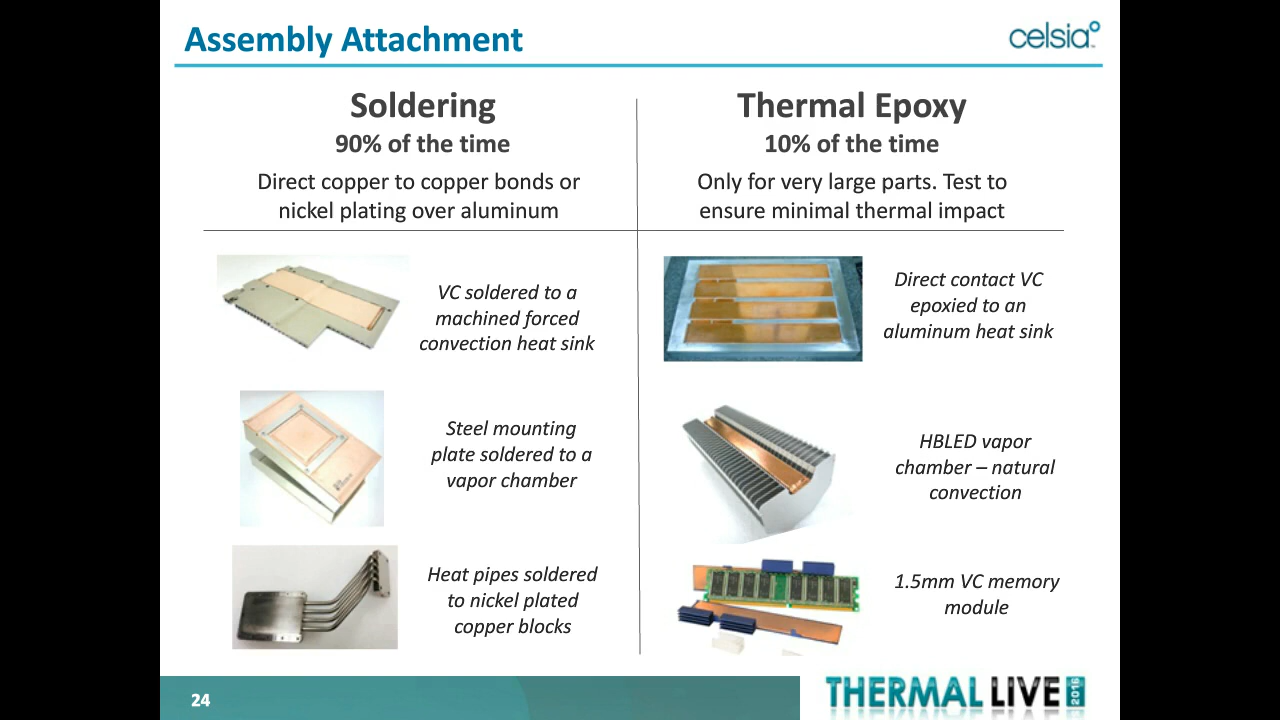 Assembly Attachment
celsia
Soldering
90% of the time
Direct copper to copper bonds or
nickel plating over aluminum
Thermal Epoxy
10% of the time
Only for very large parts. Test to
ensure minimal thermal impact
VC soldered to a
machined forced
convection heat sink
Direct contact VC
epoxied to an
aluminum heat sink
Steel mounting
plate soldered to a
vapor chamber
HBLED vapor
chamber – natural
convection
Heat pipes soldered
to nickel plated
copper blocks
1.5mm VC memory
module
24
THERMAL LIVE 2016